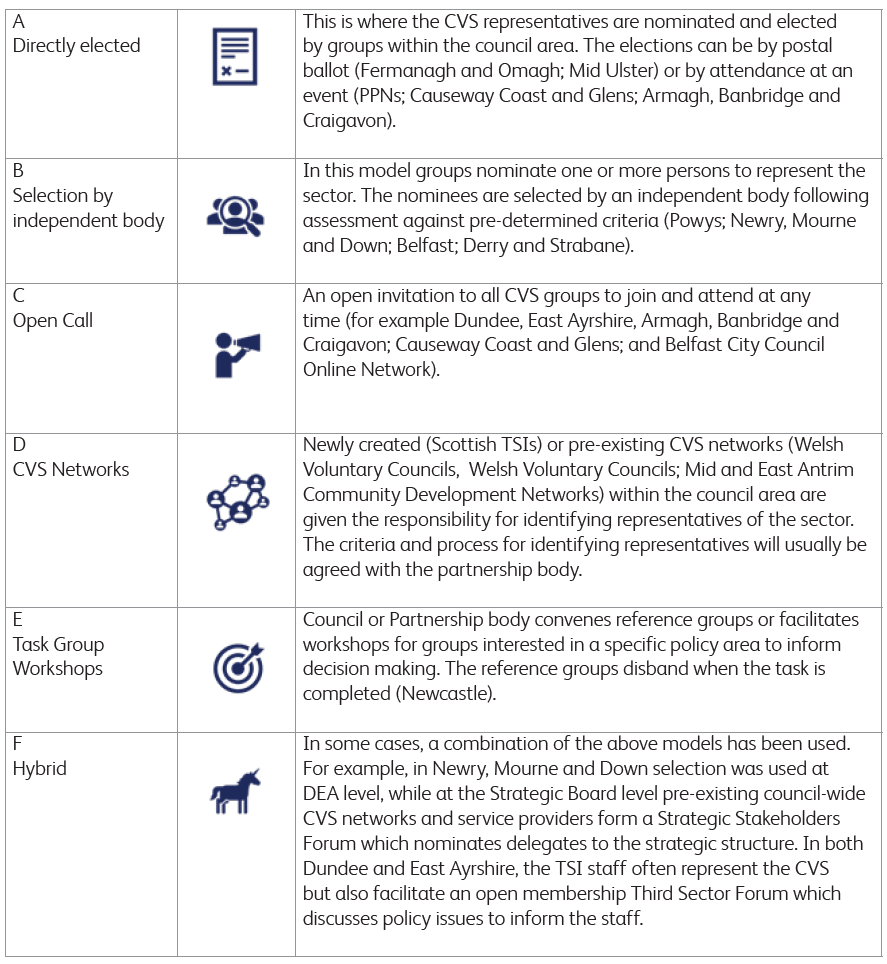 A
Directly elected
This is where the CVS representatives are nominated and elected
by groups within the council area. The elections can be by postal
ballot (Fermanagh and Omagh; Mid Ulster) or by attendance at an
event (PPNs; Causeway Coast and Glens; Armagh, Banbridge and
Craigavon).
B
Selection by
independent body
In this model groups nominate one or more persons to represent the
sector. The nominees are selected by an independent body following
assessment against pre-determined criteria (Powys; Newry, Mourne
and Down; Belfast; Derry and Strabane).
C
Open Call
An open invitation to all CVS groups to join and attend at any
time (for example Dundee, East Ayrshire, Armagh, Banbridge and
Craigavon; Causeway Coast and Glens; and Belfast City Council
Online Network).
D
CVS Networks
Newly created (Scottish TSIs) or pre-existing CVS networks (Welsh
Voluntary Councils,  Welsh Voluntary Councils; Mid and East Antrim
Community Development Networks) within the council area are
given the responsibility for identifying representatives of the sector.
The criteria and process for identifying representatives will usually be
agreed with the partnership body.
E
Task Group
Workshops
Council or Partnership body convenes reference groups or facilitates
workshops for groups interested in a specific policy area to inform
decision making. The reference groups disband when the task is
completed (Newcastle).
F
Hybrid
In some cases, a combination of the above models has been used.
For example, in Newry, Mourne and Down selection was used at
DEA level, while at the Strategic Board level pre-existing council-wide
CVS networks and service providers form a Strategic Stakeholders
Forum which nominates delegates to the strategic structure. In both
Dundee and East Ayrshire, the TSI staff often represent the CVS
but also facilitate an open membership Third Sector Forum which
discusses policy issues to inform the staff.